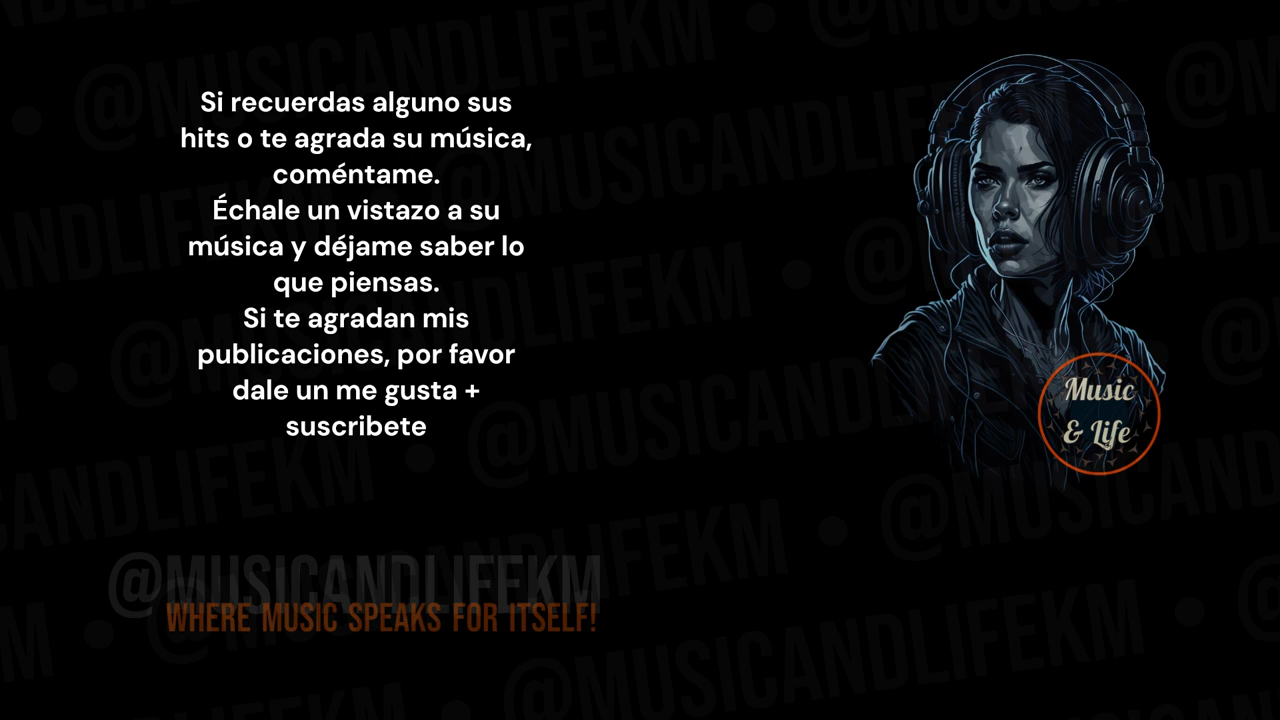 Si recuerdas alguno sus
hits o te agrada su música,
coméntame.
Échale un vistazo a su
música y déjame saber lo
que piensas.
Si te agradan mis
publicaciones, por favor
dale un me gusta +
suscribete
Music
& Life
@MUSICANDLIFEKM
WHERE MUSIC SPEAKS FOR ITSELF!